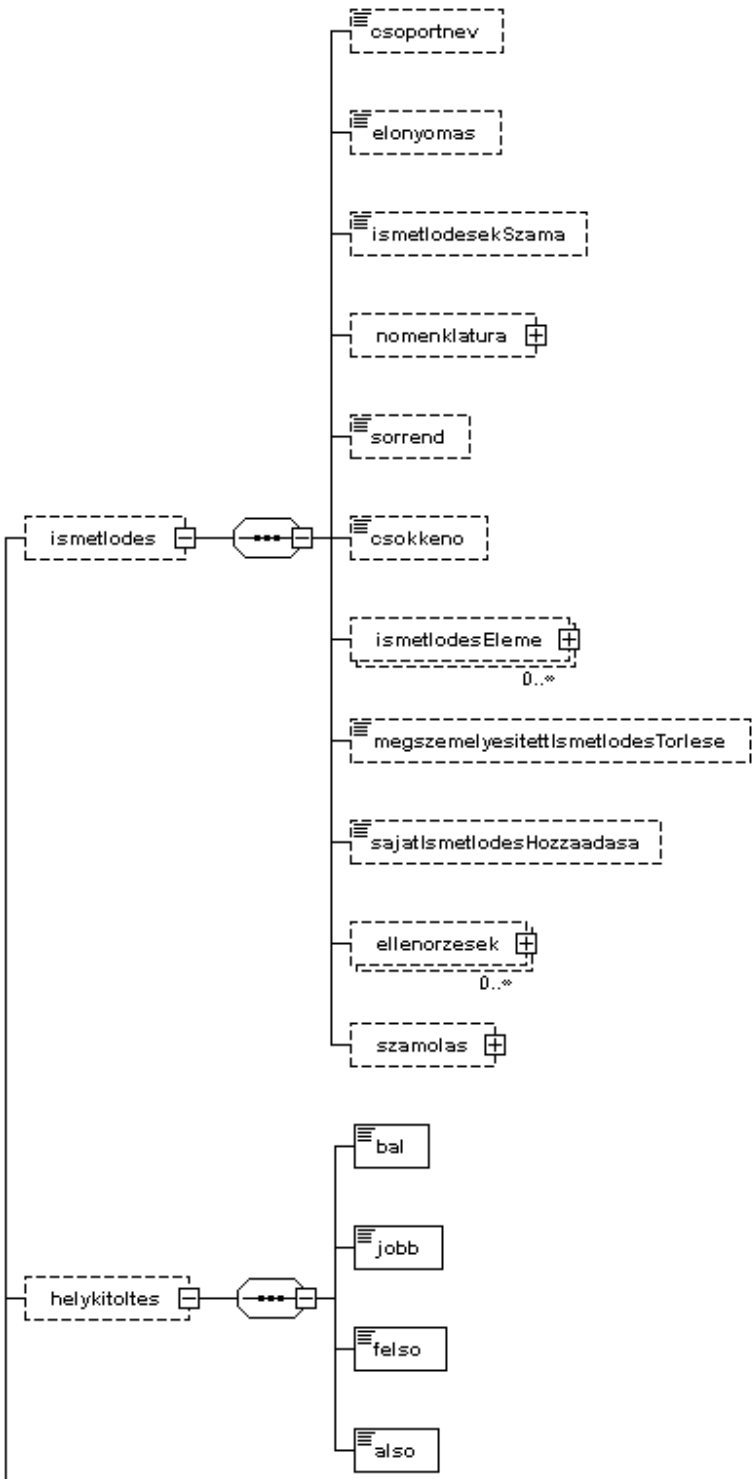 csoportnev
elonyomas
ismetlodesekSzama
nomenklatura
sorrend
ismetlodes
csokkeno
ismetlodesEleme
0..∞
megszemelyesitettIsmetlodesTorlese
sajatIsmetlodesHozzaadasa
ellenorzesek
0..∞
szamolas
bal
jobb
helykitoltes
felso
also